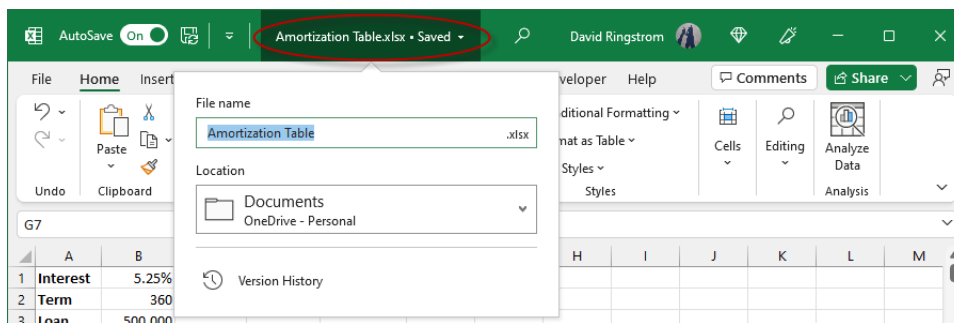 AutoSave On Amortization Table.xlsx • Saved David Ringstrom
File Home Insert veloper Help Comments Share
File name
Amortization Table .xlsx
Location
Documents
OneDrive - Personal
Version History
Paste
Undo Clipboard
ditional Formatting
mat as Table
Styles
Styles
Cells Editing Analyze Data
Analysis
G7
A B H I J K L M
1 Interest 5.25%
2 Term 360
3 Loan 500,000